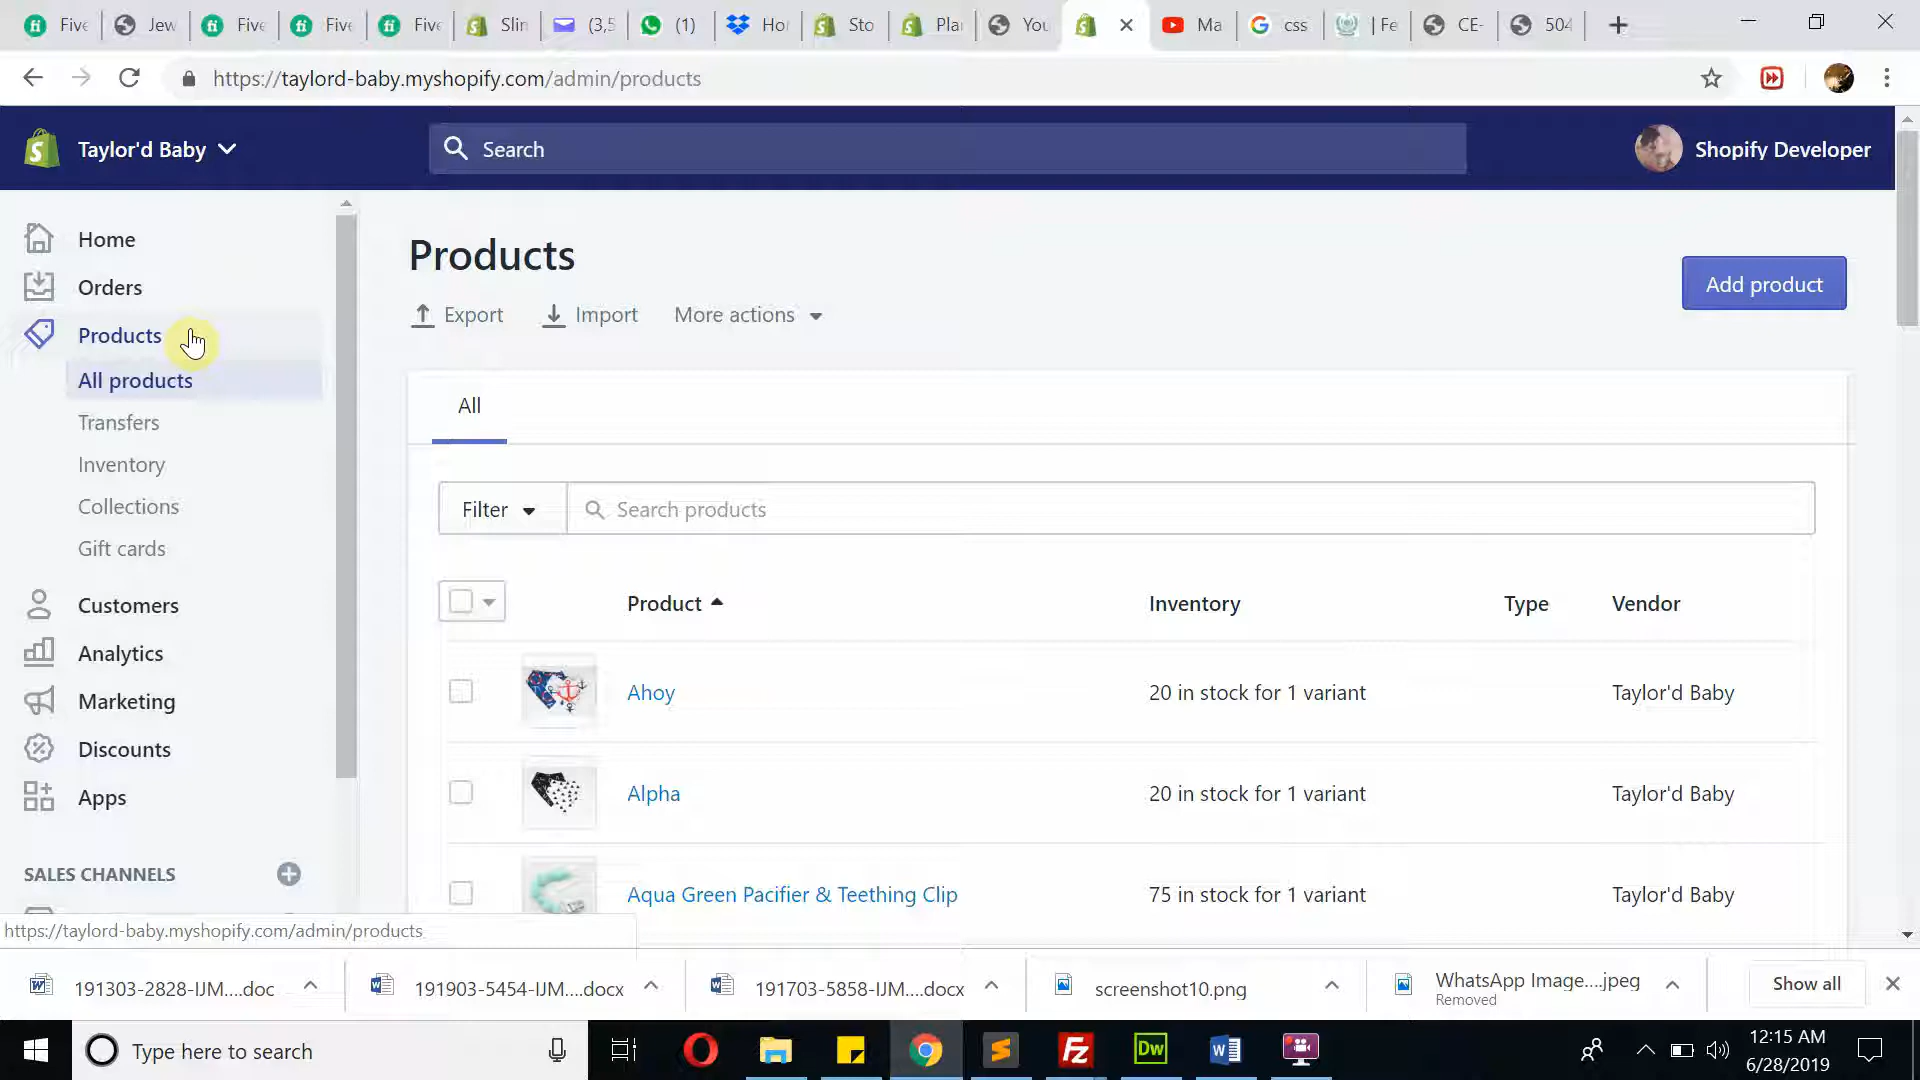 Five
Jew
Five
Five
Five
Slin
(3,5
(1)
Ho
Sto
Pla
You
Ma
css
| Fe
CE-
504
https://taylord-baby.myshopify.com/admin/products
Taylor'd Baby
Search
Shopify Developer
Home
Orders
Products
All products
Transfers
Inventory
Collections
Gift cards
Customers
Analytics
Marketing
Discounts
Apps
SALES CHANNELS
Products
Export
Import
More actions
Add product
All
Filter
Search products
Product
Inventory
Type
Vendor
Ahoy
20 in stock for 1 variant
Taylor'd Baby
Alpha
20 in stock for 1 variant
Taylor'd Baby
Aqua Green Pacifier & Teething Clip
75 in stock for 1 variant
Taylor'd Baby
https://taylord-baby.myshopify.com/admin/products
191303-2828-IJM....doc
191903-5454-IJM....docx
191703-5858-IJM....docx
screenshot10.png
WhatsApp Image....jpeg
Removed
Show all
Type here to search
Dw
12:15 AM
6/28/2019